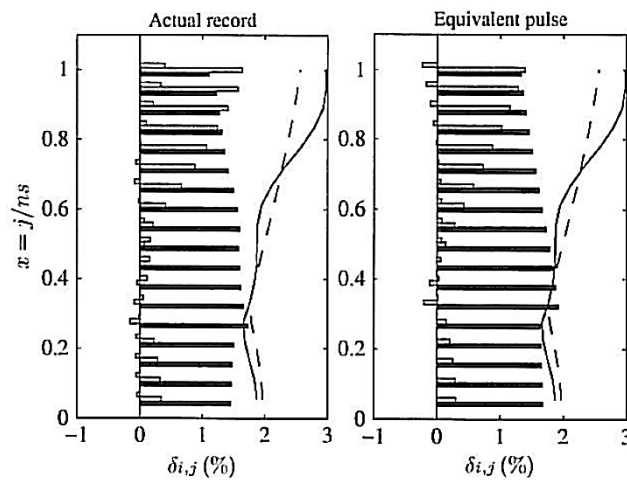 Actual record Equivalent pulse
1 1
0.8 0.8
x = j/ns
0.6 0.6
0.4 0.4
0.2 0.2
0 0
−1 0 1 2 3 −1 0 1 2 3
δi,j (%) δi,j (%)